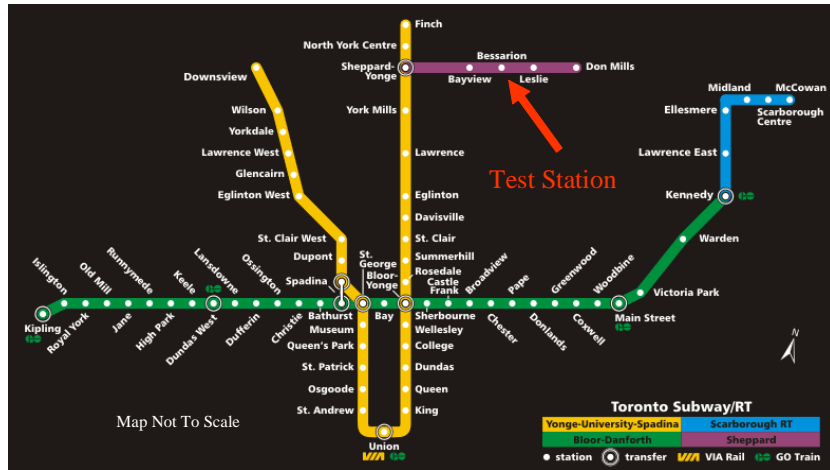 Finch
North York Centre
Sheppard-
Yonge
Bessarion
Bayview
Leslie
Don Mills
Downsview
Midland
McCowan
Scarborough
Centre
Ellesmere
Wilson
York Mills
Yorkdale
Lawrence West
Lawrence
Lawrence East
Glencairn
Test Station
Eglinton West
Eglinton
Kennedy
Davisville
St. Clair West
St. Clair
Warden
Dupont
St.
George
Summerhill
Spadina
Bloor-
Yonge
Rosedale
Castle
Frank
Islington
Old Mill
Runnymede
Keele
Lansdowne
Ossington
Broadview
Pape
Greenwood
Woodbine
Victoria Park
Kipling
Royal York
Jane
High Park
Dundas West
Dufferin
Christie
Bathurst
Bay
Sherbourne
Chester
Donlands
Coxwell
Main Street
Museum
Wellesley
Queen's Park
College
St. Patrick
Dundas
Osgoode
Queen
St. Andrew
King
Union
VIA
Map Not To Scale
N
Toronto Subway/RT
Yonge-University-Spadina
Scarborough RT
Bloor-Danforth
Sheppard
station
transfer
VIA Rail
GO Train